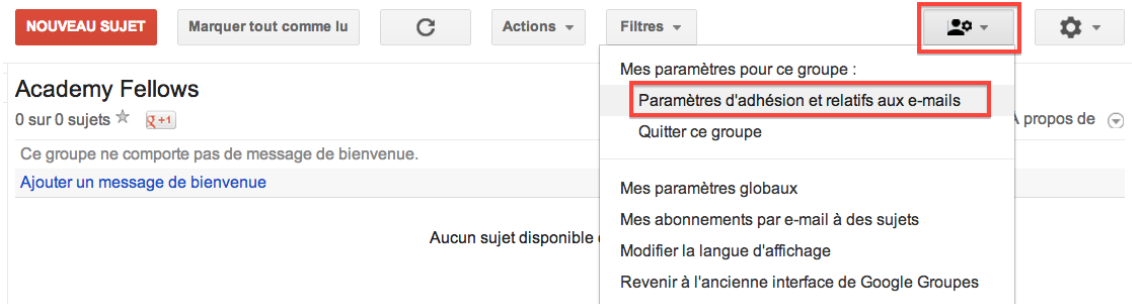 NOUVEAU SUJET
Marquer tout comme lu
Actions
Filtres
Mes paramètres pour ce groupe :
Academy Fellows
Paramètres d'adhésion et relatifs aux e-mails
0 sur 0 sujets
+1
À propos de
Quitter ce groupe
Ce groupe ne comporte pas de message de bienvenue.
Ajouter un message de bienvenue
Mes paramètres globaux
Mes abonnements par e-mail à des sujets
Aucun sujet disponible
Modifier la langue d'affichage
Revenir à l'ancienne interface de Google Groupes